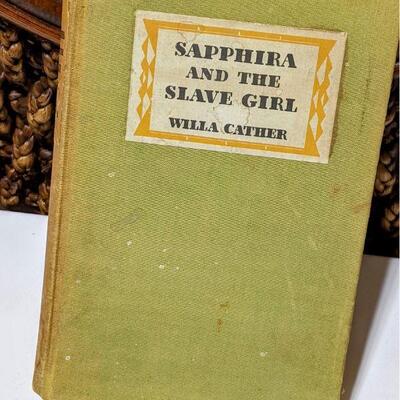 SAPPHIRA
AND THE
SLAVE GIRL
WILLA CATHER